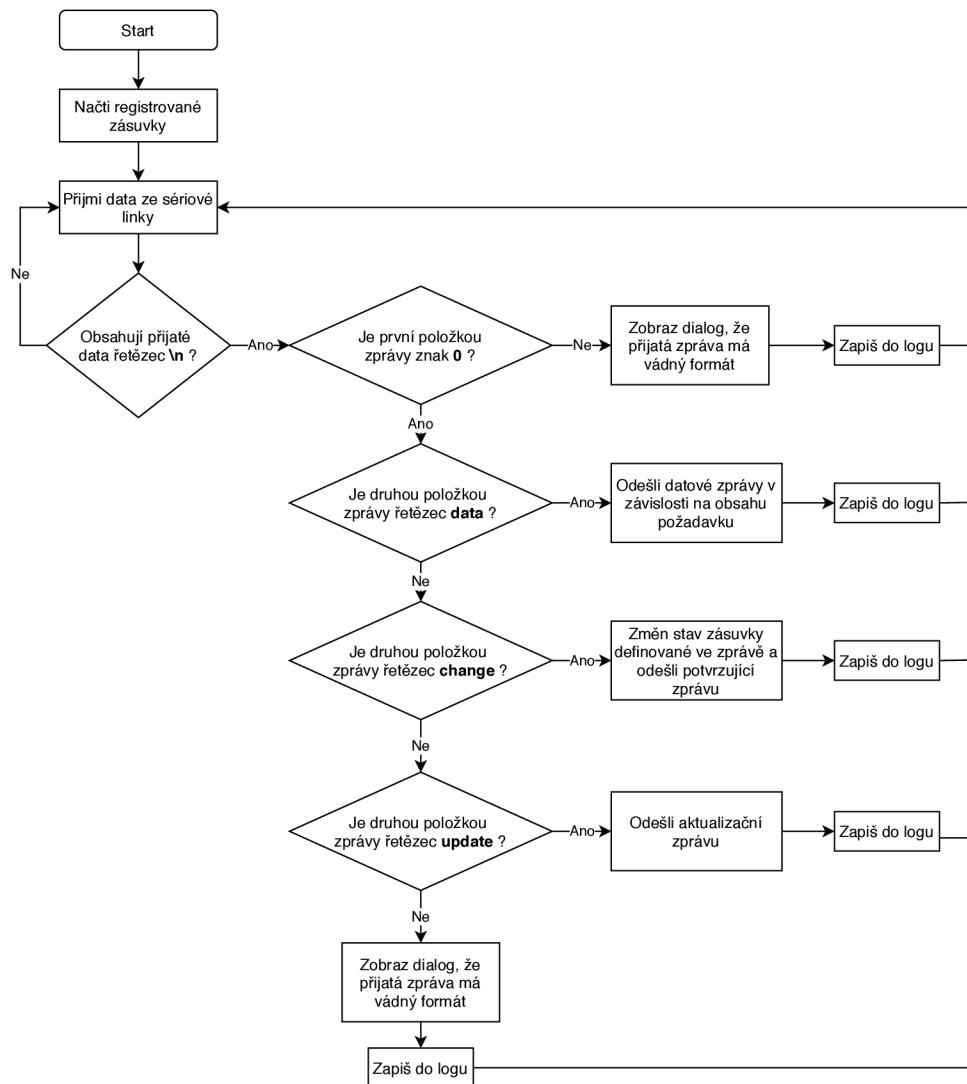 Start
Načti registrované
zásuvky
Přijmi data ze sériové
linky
Ne
Obsahují přijaté
data řetězec \n ?
Ano
Je první položkou
zprávy znak 0 ?
Ne
Zobraz dialog, že
přijatá zpráva má
vádný formát
Zapiš do logu
Ano
Je druhou položkou
zprávy řetězec data ?
Ano
Odešli datové zprávy v
závislosti na obsahu
požadavku
Zapiš do logu
Ne
Je druhou položkou
zprávy řetězec change ?
Ano
Změn stav zásuvky
definované ve zprávě a
odešli potvrzující
zprávu
Zapiš do logu
Ne
Je druhou položkou
zprávy řetězec update ?
Ano
Odešli aktualizační
zprávu
Zapiš do logu
Ne
Zobraz dialog, že
přijatá zpráva má
vádný formát
Zapiš do logu